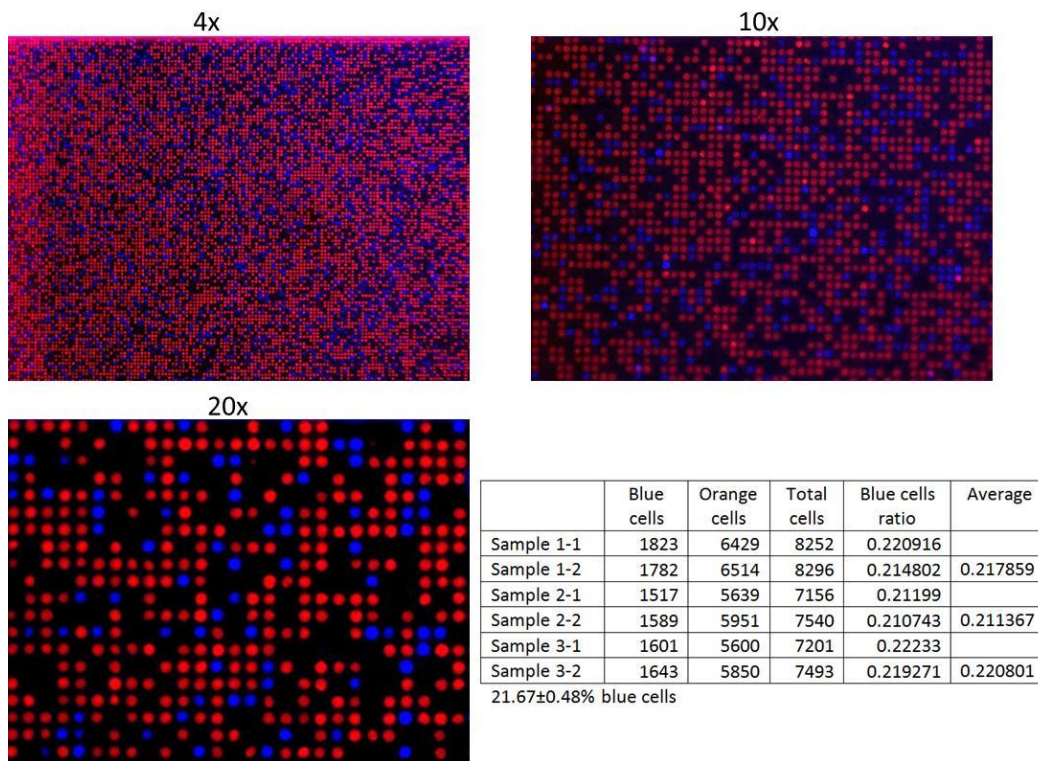 4x
10x
20x
Blue cells Orange cells Total cells Blue cells ratio Average
Sample 1-1 1823 6429 8252 0.220916
Sample 1-2 1782 6514 8296 0.214802 0.217859
Sample 2-1 1517 5639 7156 0.21199
Sample 2-2 1589 5951 7540 0.210743 0.211367
Sample 3-1 1601 5600 7201 0.22233
Sample 3-2 1643 5850 7493 0.219271 0.220801
21.67±0.48% blue cells